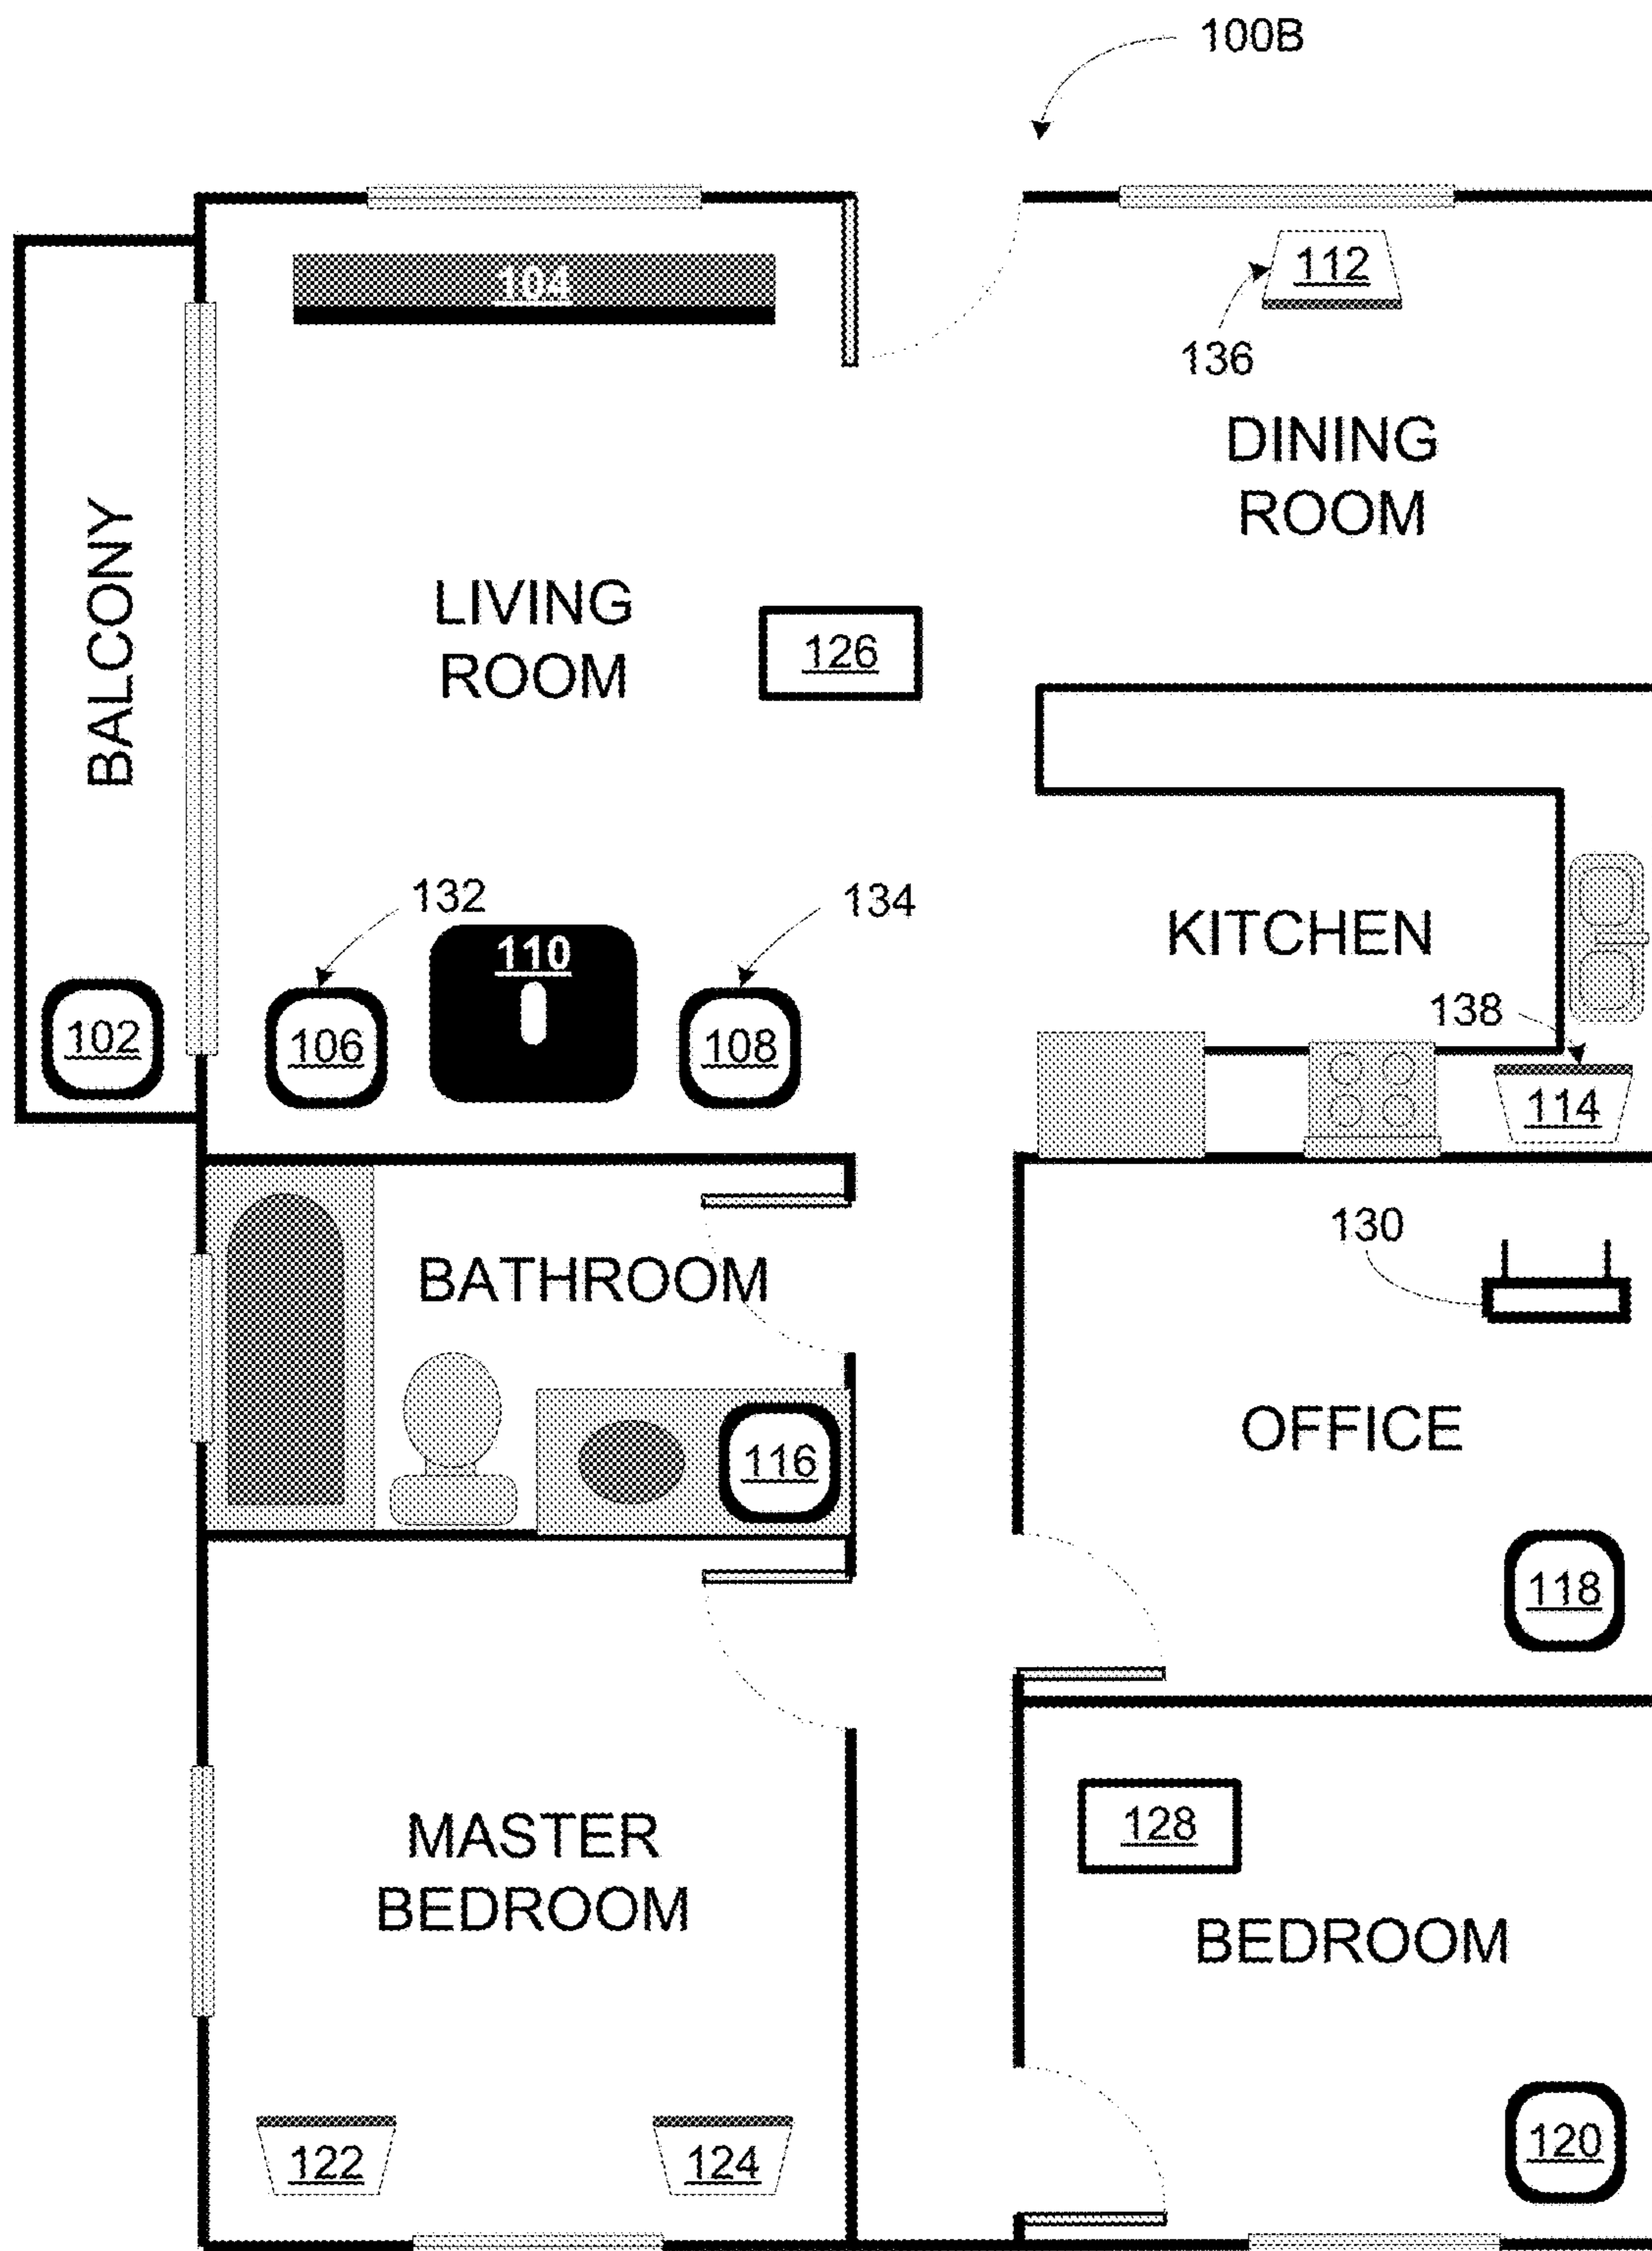 100B
104
112
136
DINING
ROOM
BALCONY
LIVING
ROOM
126
132
134
110
KITCHEN
102
106
108
138
114
130
BATHROOM
OFFICE
116
118
128
MASTER
BEDROOM
BEDROOM
122
124
120